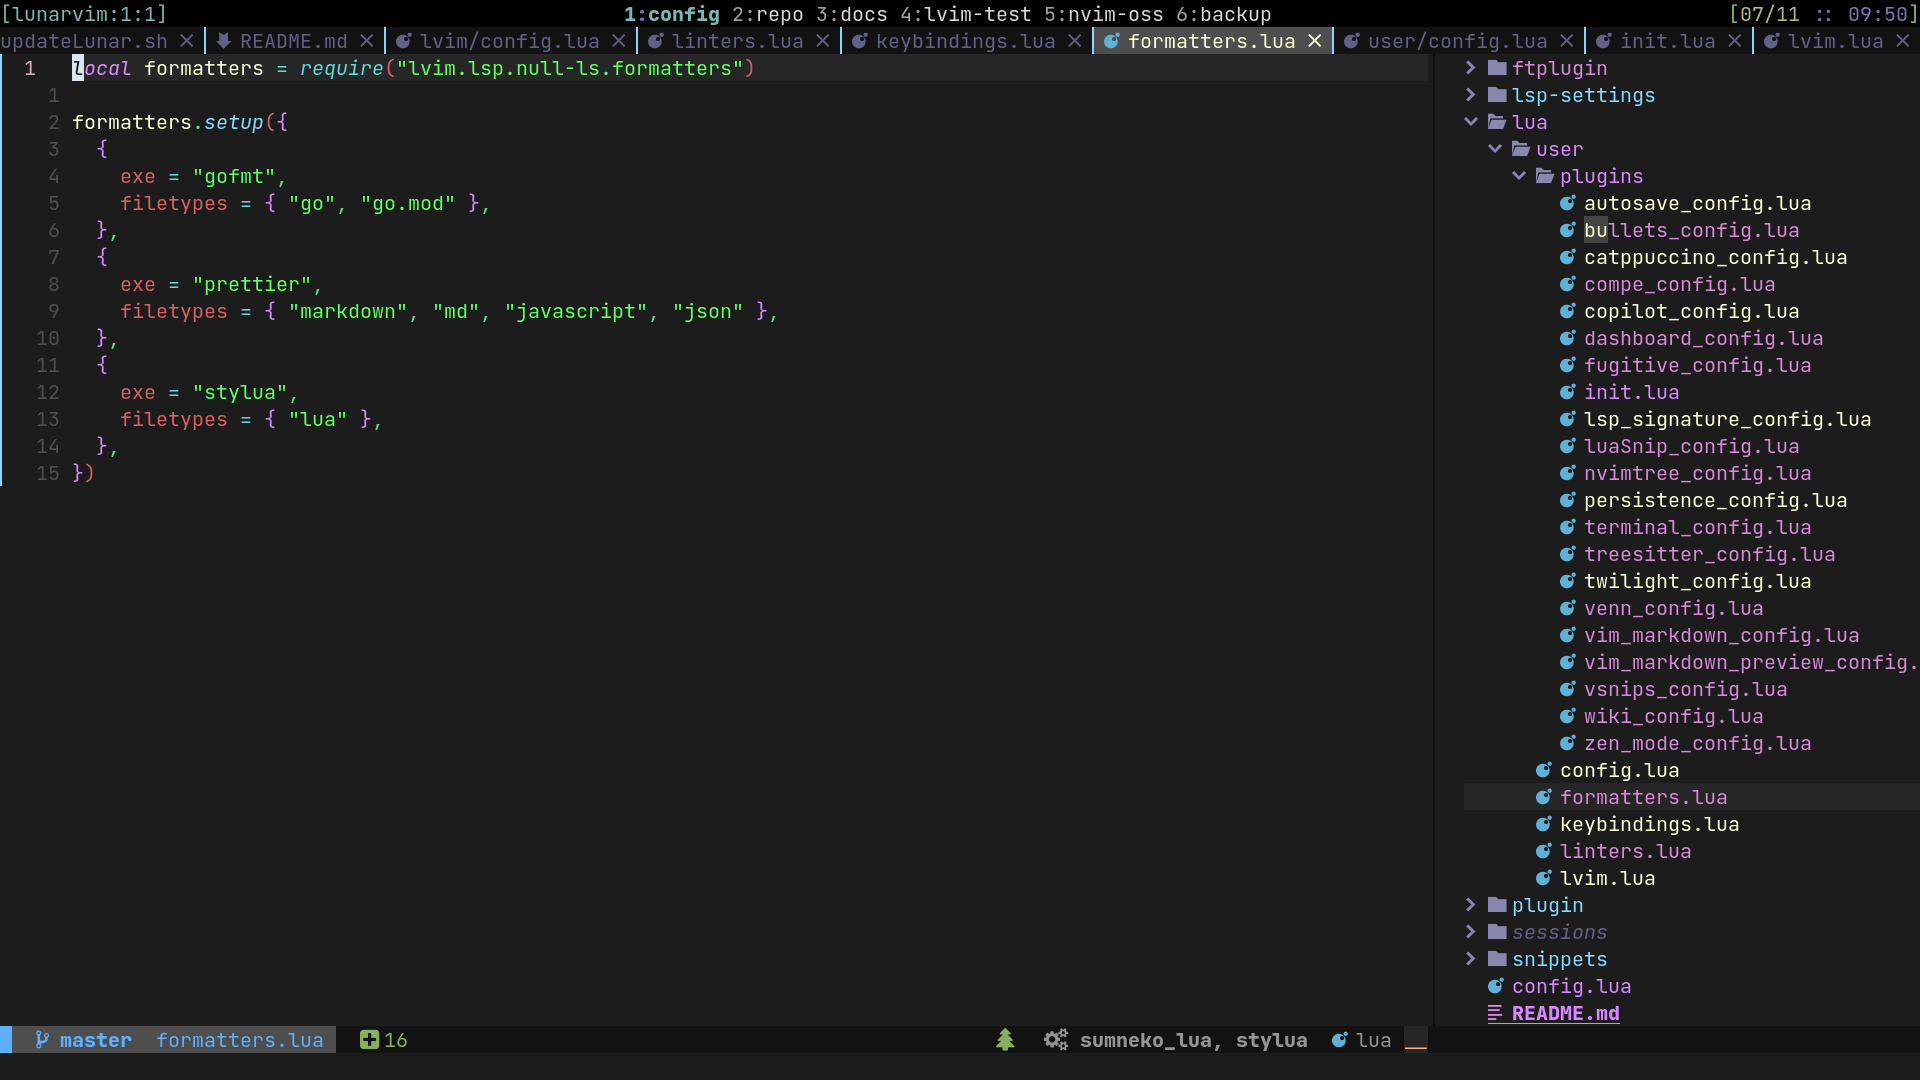 [lunarvim:1:1] 1:config 2:repo 3:docs 4:lvim-test 5:nvim-oss 6:backup [07/11 :: 09:50]
updateLunar.sh README.md lvim/config.lua linters.lua keybindings.lua formatters.lua user/config.lua init.lua lvim.lua
1 local formatters = require("lvim.lsp.null-ls.formatters")
1
2 formatters.setup({
3 {
4 exe = "gofmt",
5 filetypes = { "go", "go.mod" },
6 },
7 {
8 exe = "prettier",
9 filetypes = { "markdown", "md", "javascript", "json" },
10 },
11 {
12 exe = "stylua",
13 filetypes = { "lua" },
14 },
15 })
ftplugin
lsp-settings
lua
user
plugins
autosave_config.lua
bullets_config.lua
catppuccino_config.lua
compe_config.lua
copilot_config.lua
dashboard_config.lua
fugitive_config.lua
init.lua
lsp_signature_config.lua
luaSnip_config.lua
nvimtree_config.lua
persistence_config.lua
terminal_config.lua
treesitter_config.lua
twilight_config.lua
venn_config.lua
vim_markdown_config.lua
vim_markdown_preview_config.
vsnips_config.lua
wiki_config.lua
zen_mode_config.lua
config.lua
formatters.lua
keybindings.lua
linters.lua
lvim.lua
plugin
sessions
snippets
config.lua
README.md
master formatters.lua 16 sumneko_lua, stylua lua __